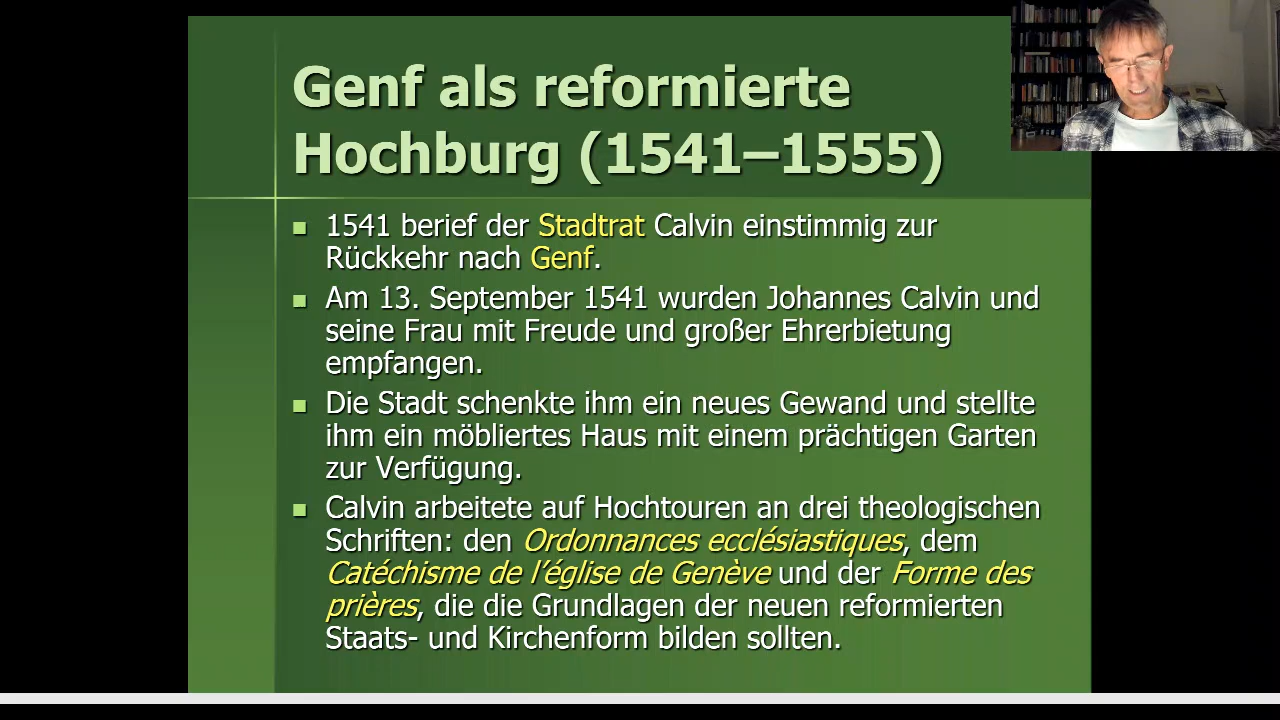 Genf als reformierte
Hochburg (1541–1555)
1541 berief der Stadtrat Calvin einstimmig zur
Rückkehr nach Genf.
Am 13. September 1541 wurden Johannes Calvin und
seine Frau mit Freude und großer Ehrerbietung
empfangen.
Die Stadt schenkte ihm ein neues Gewand und stellte
ihm ein möbliertes Haus mit einem prächtigen Garten
zur Verfügung.
Calvin arbeitete auf Hochtouren an drei theologischen
Schriften: den Ordonnances ecclésiastiques, dem
Catéchisme de l'église de Genève und der Forme des
prières, die die Grundlagen der neuen reformierten
Staats- und Kirchenform bilden sollten.